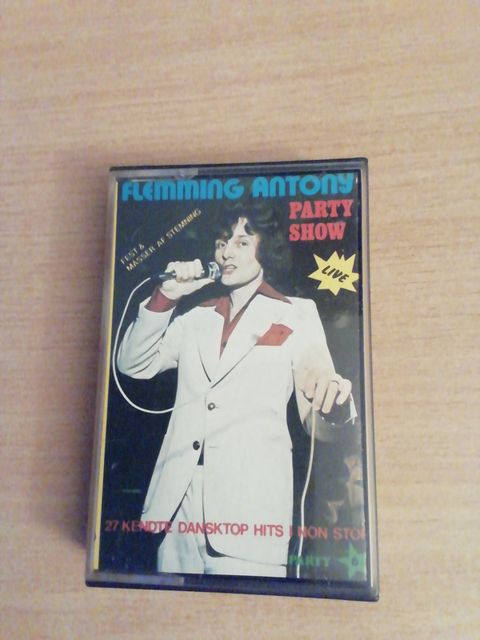 FLEMMING ANTONY
PARTY
SHOW
FEST &
MASSER AF STEMNING
LIVE
27 KENDTE DANSKTOP HITS I NON STOP
PARTY